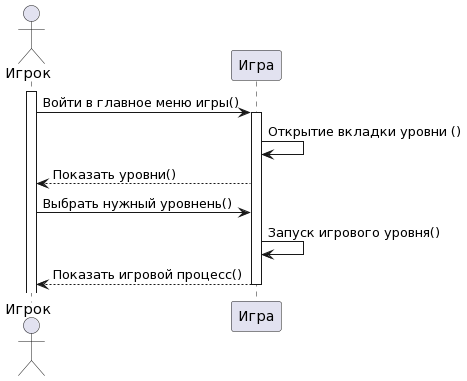 Игрок
Игра
Войти в главное меню игры()
Открытие вкладки уровни ()
Показать уровни()
Выбрать нужный уровнень()
Запуск игрового уровня()
Показать игровой процесс()
Игрок
Игра